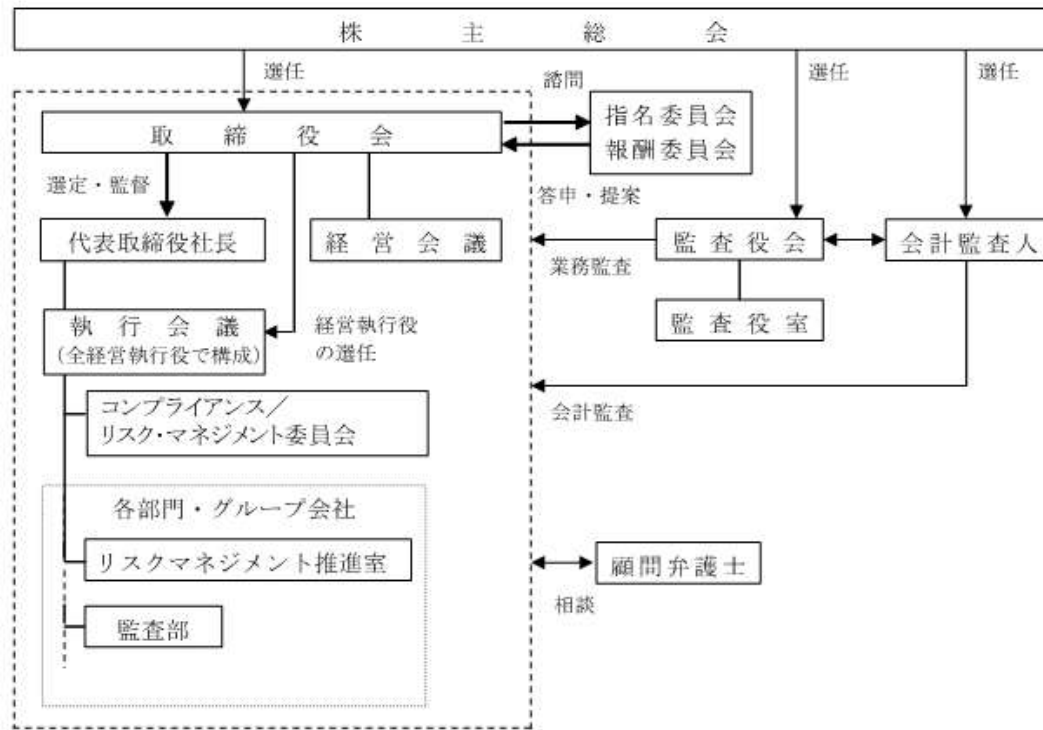 株主総会
選任
選任
選任
諮問
取締役会
指名委員会
報酬委員会
選定・監督
答申・提案
代表取締役社長
経営会議
監査役会
会計監査人
業務監査
執行会議
(全経営執行役で構成)
経営執行役
の選任
監査役室
コンプライアンス/
リスク・マネジメント委員会
会計監査
各部門・グループ会社
リスクマネジメント推進室
顧問弁護士
相談
監査部